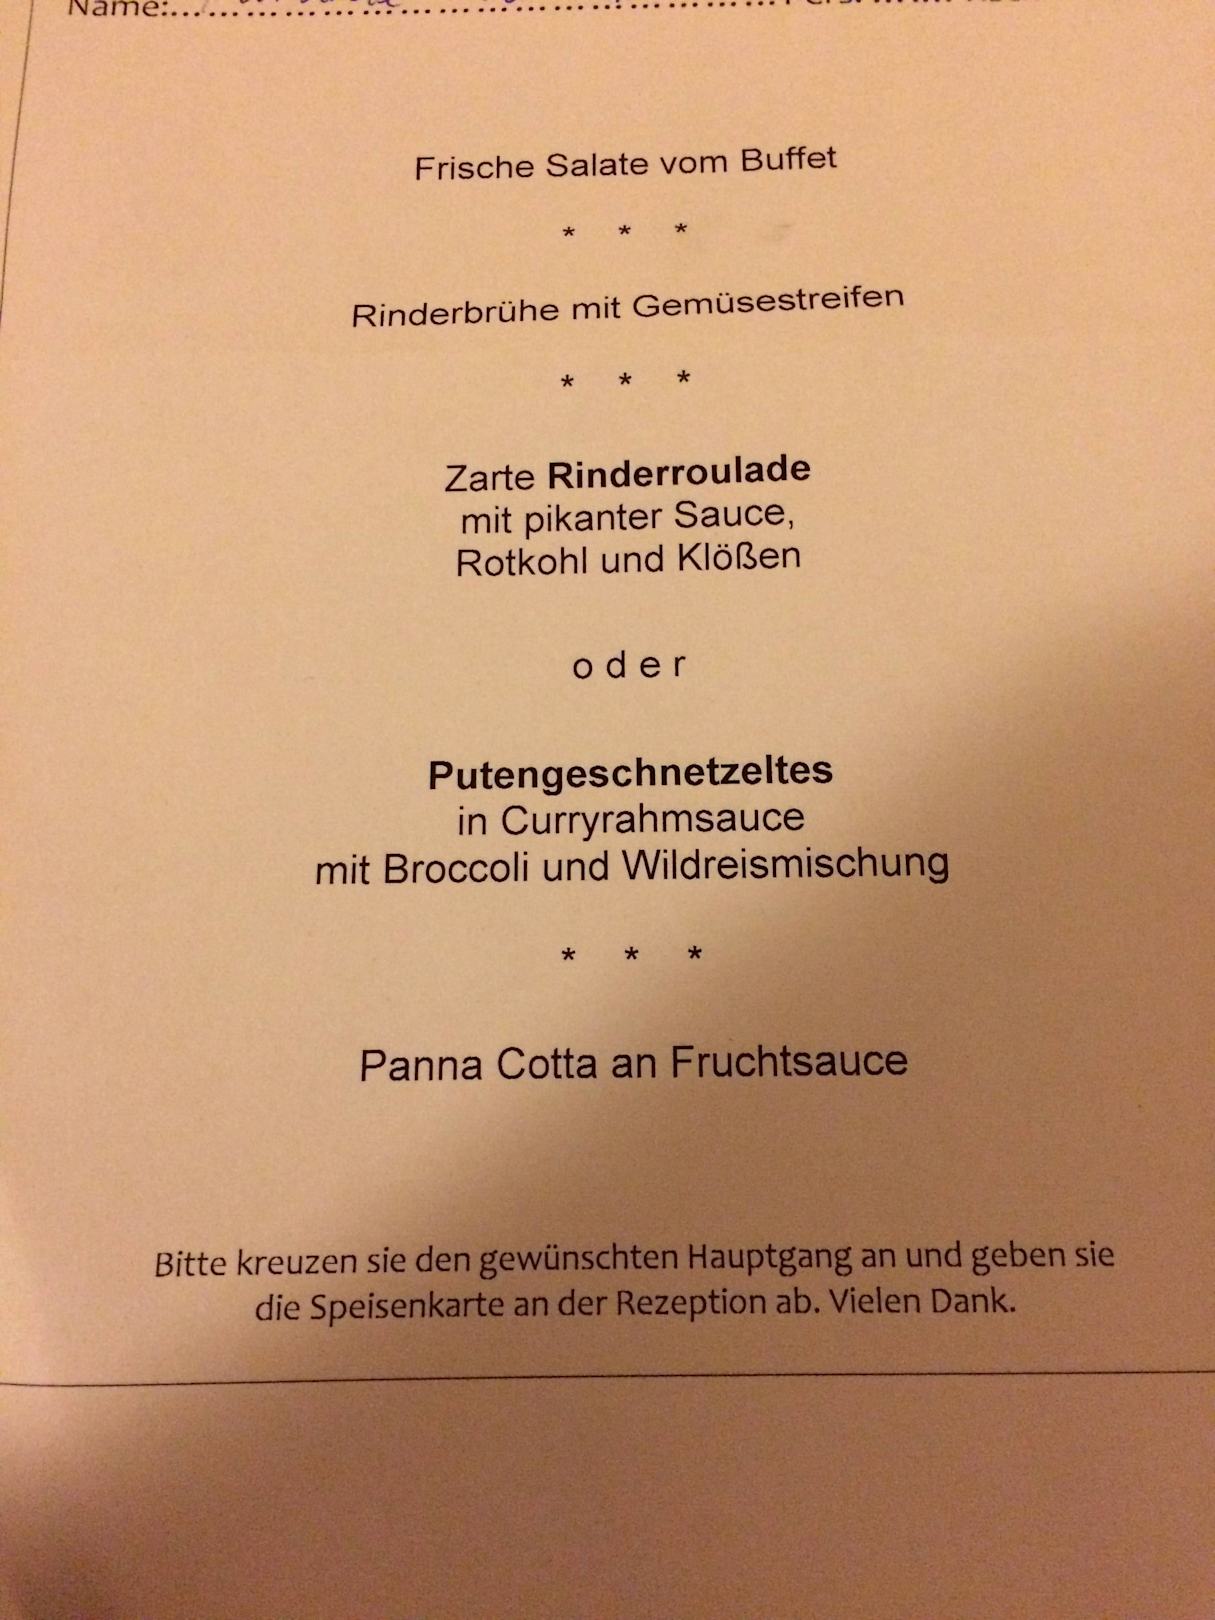 Name:
Frische Salate vom Buffet
* * *
Rinderbrühe mit Gemüsestreifen
* * *
Zarte Rinderroulade
mit pikanter Sauce,
Rotkohl und Klößen
o d e r
Putengeschnetzeltes
in Curryrahmsauce
mit Broccoli und Wildreismischung
* * *
Panna Cotta an Fruchtsauce
Bitte kreuzen sie den gewünschten Hauptgang an und geben sie
die Speisenkarte an der Rezeption ab. Vielen Dank.